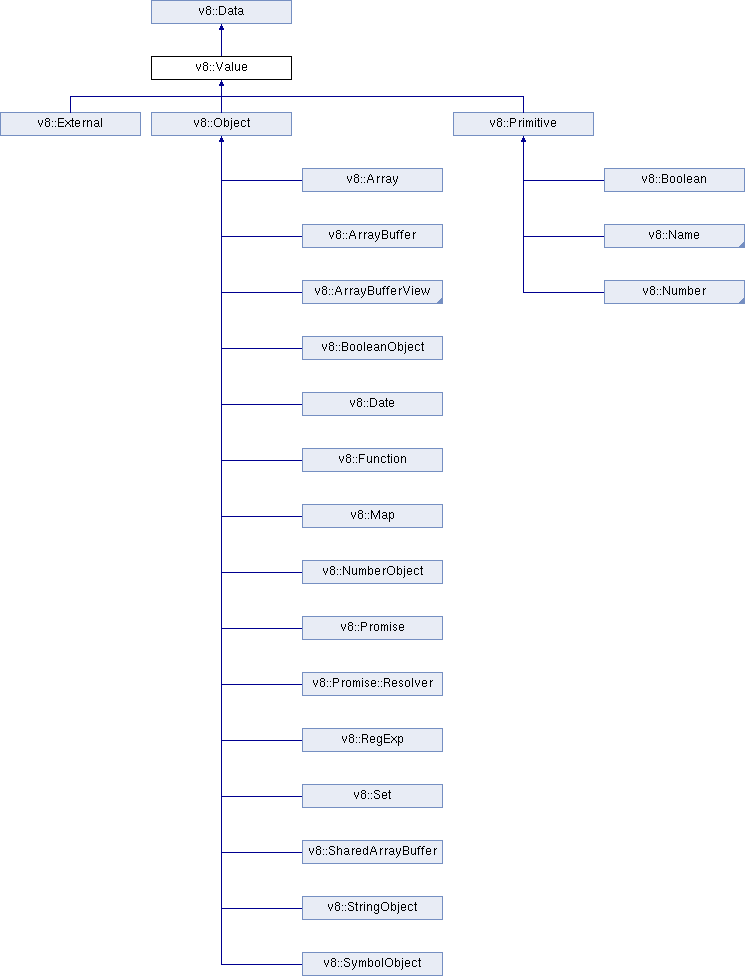 v8::Data
v8::Value
v8::External
v8::Object
v8::Primitive
v8::Array
v8::Boolean
v8::ArrayBuffer
v8::Name
v8::ArrayBufferView
v8::Number
v8::BooleanObject
v8::Date
v8::Function
v8::Map
v8::NumberObject
v8::Promise
v8::Promise::Resolver
v8::RegExp
v8::Set
v8::SharedArrayBuffer
v8::StringObject
v8::SymbolObject